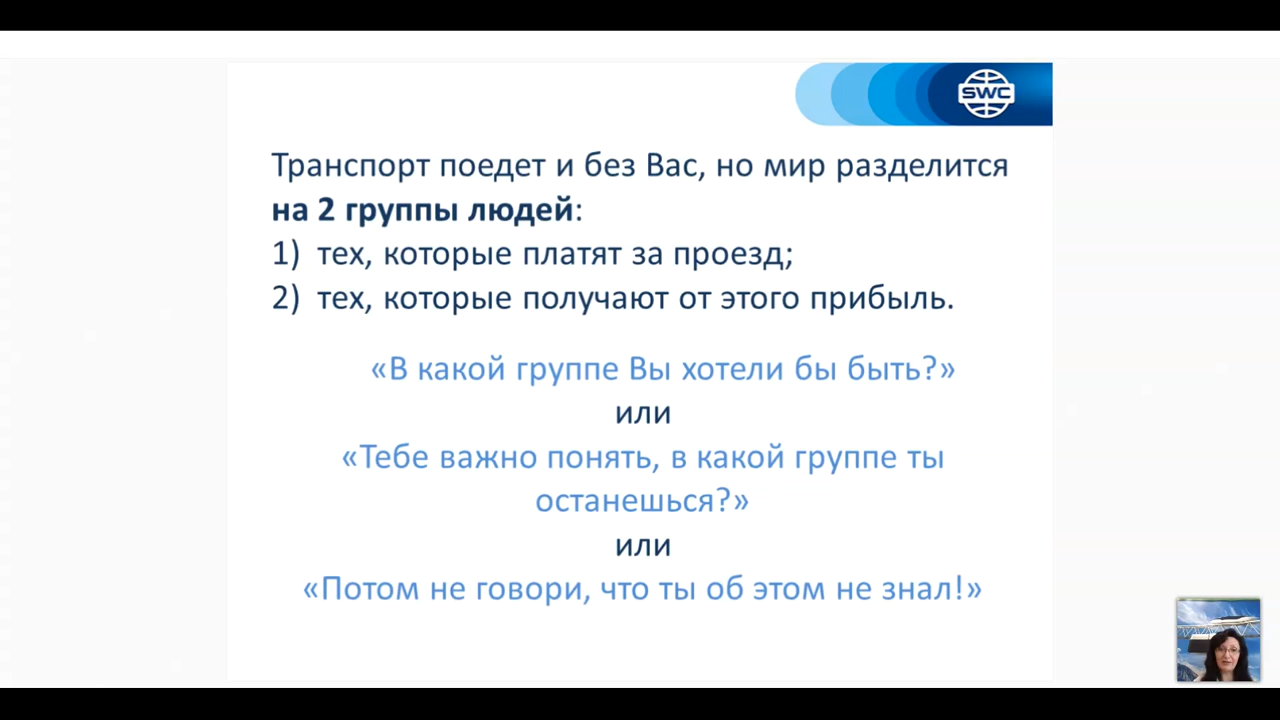 SWC
Транспорт поедет и без Вас, но мир разделится
на 2 группы людей:
1) тех, которые платят за проезд;
2) тех, которые получают от этого прибыль.
«В какой группе Вы хотели бы быть?»
или
«Тебе важно понять, в какой группе ты
останешься?»
или
«Потом не говори, что ты об этом не знал!»